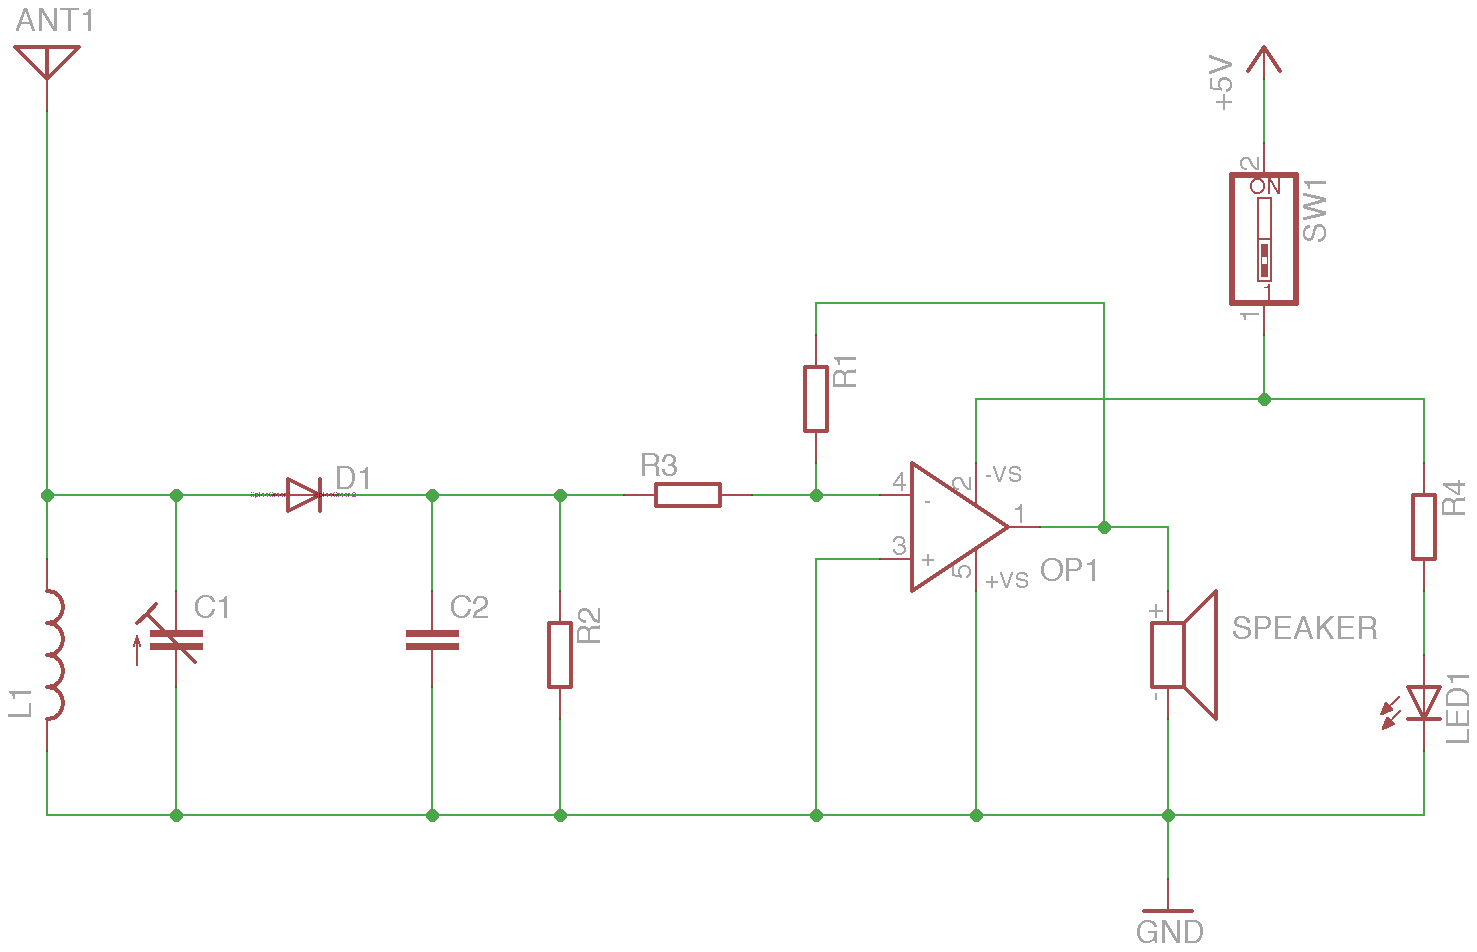 ANT1
+5V
2
ON
SW1
1
1
R1
D1
R3
4
-
2
-VS
1
R4
3
+
5
+VS
OP1
C1
C2
R2
+
SPEAKER
-
L1
LED1
GND